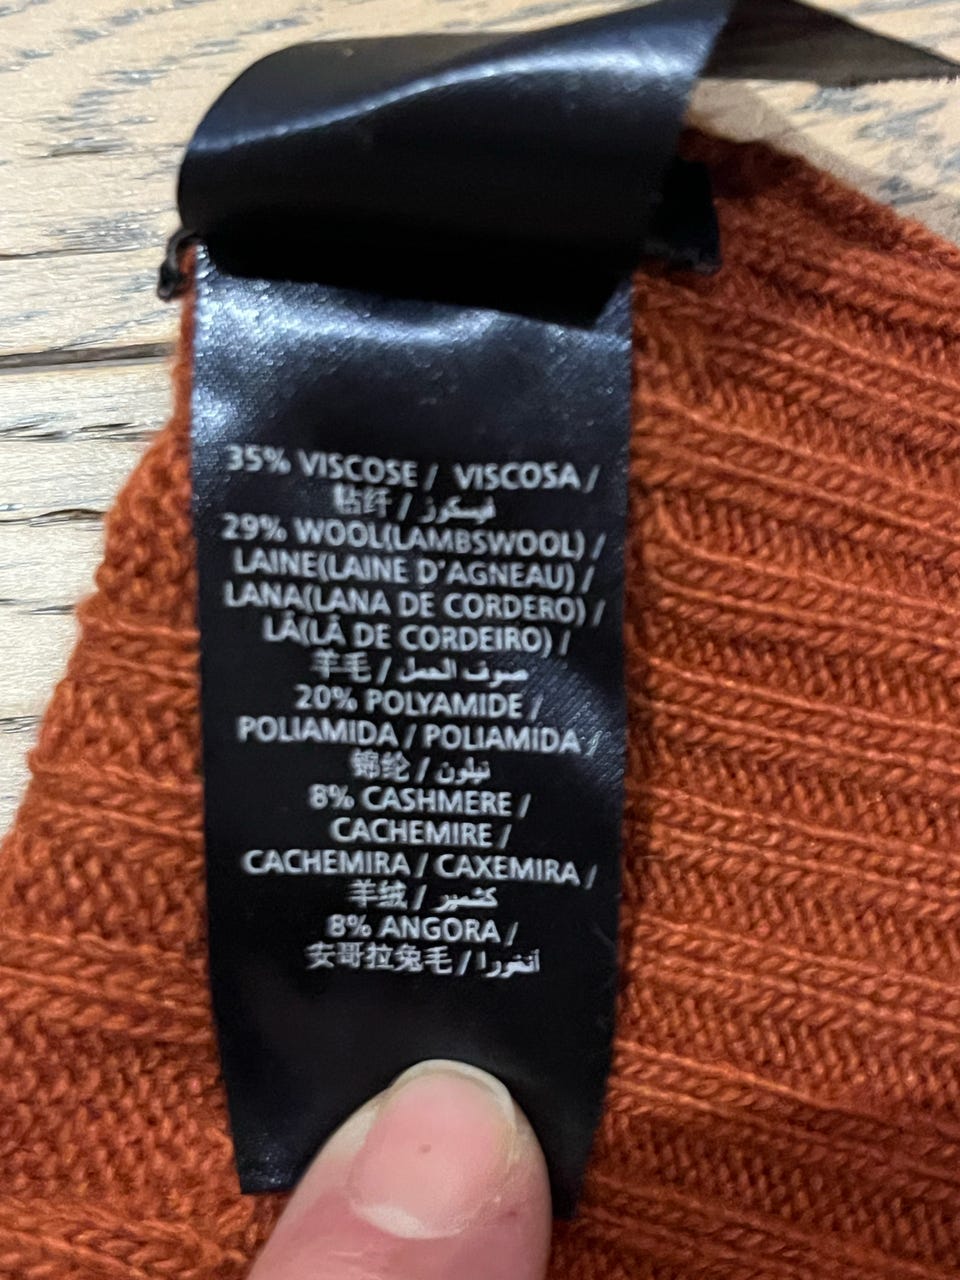 35% VISCOSE / VISCOSA /
粘纤 / فيسكوز
29% WOOL(LAMBSWOOL) /
LAINE(LAINE D'AGNEAU) /
LANA(LANA DE CORDERO) /
LÃ(LÃ DE CORDEIRO) /
羊毛 / صوف الحمل
20% POLYAMIDE /
POLIAMIDA / POLIAMIDA /
锦纶 / نيلون
8% CASHMERE /
CACHEMIRE /
CACHEMIRA / CAXEMIRA /
羊绒 / كشمير
8% ANGORA /
安哥拉兔毛 / أنغورا